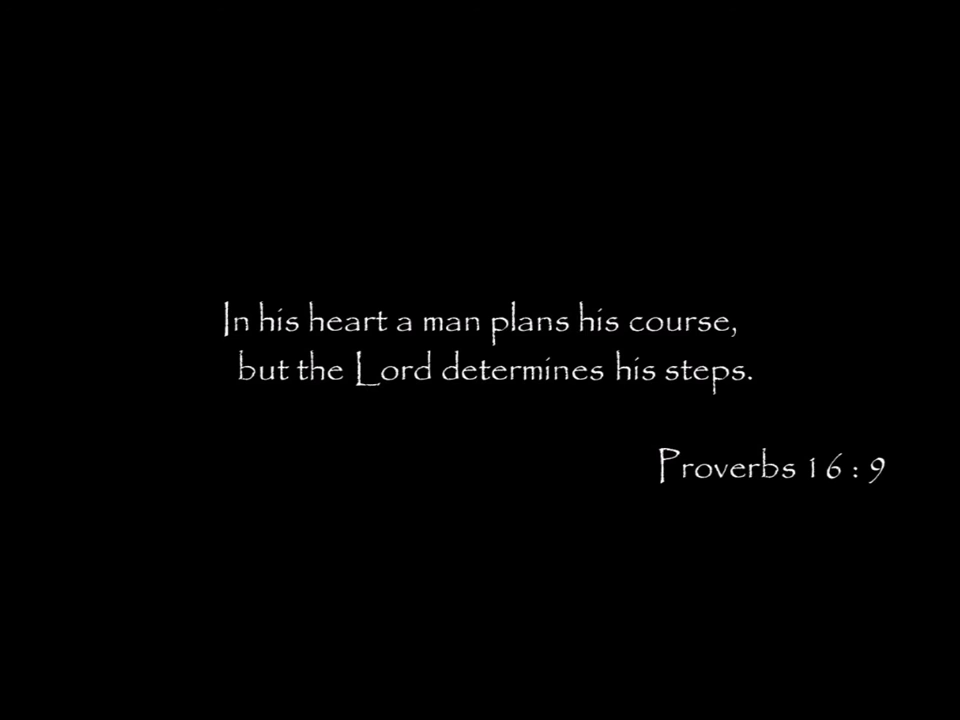 In his heart a man plans his course,
but the Lord determines his steps.
Proverbs 16 : 9